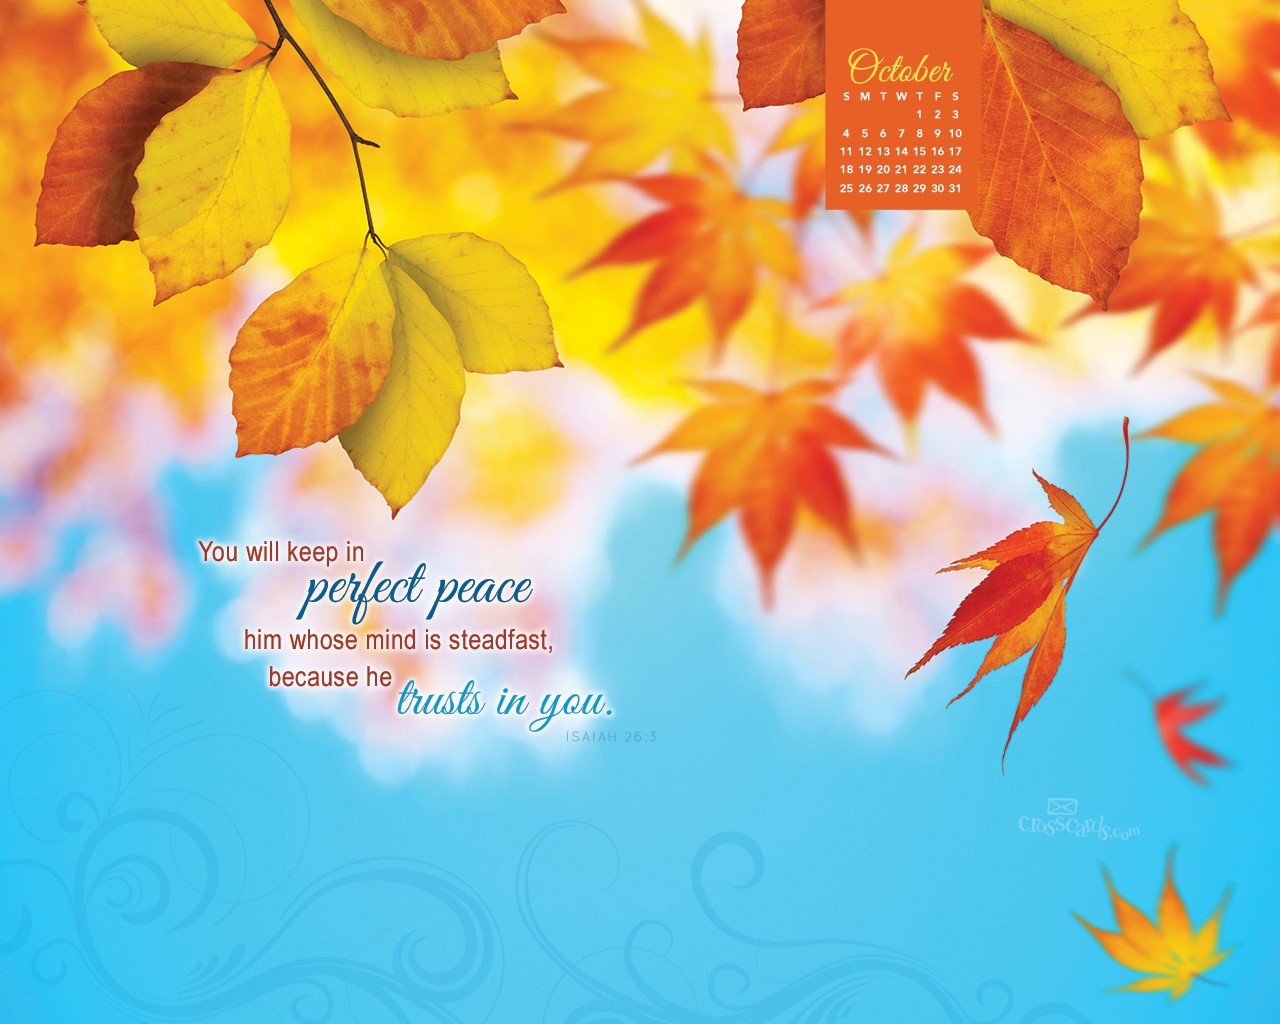 October
S M T W T F S
1 2 3
4 5 6 7 8 9 10
11 12 13 14 15 16 17
18 19 20 21 22 23 24
25 26 27 28 29 30 31
You will keep in
perfect peace
him whose mind is steadfast,
because he
trusts in you.
ISAIAH 26:3
crosscards.com